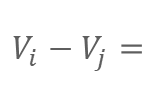 V_i − V_j =